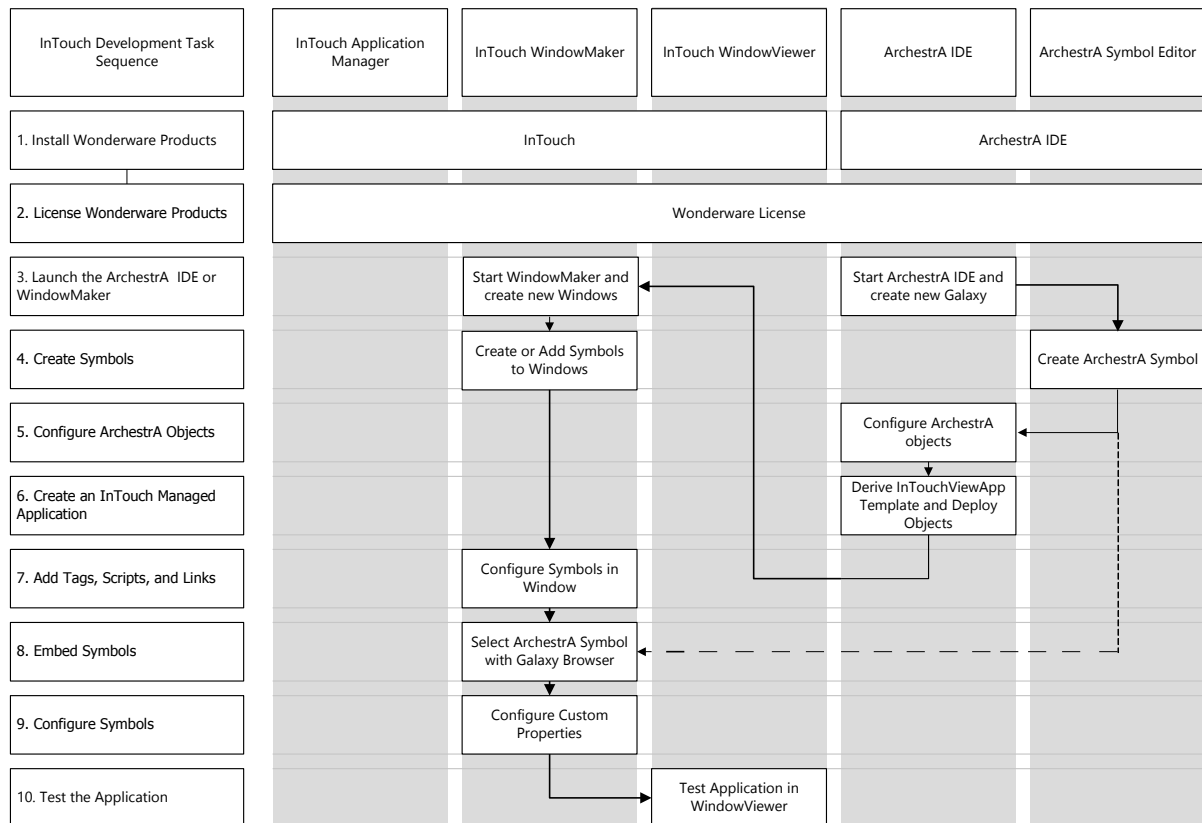 InTouch Development Task
Sequence
InTouch Application
Manager
InTouch WindowMaker
InTouch WindowViewer
ArchestrA IDE
ArchestrA Symbol Editor
1. Install Wonderware Products
InTouch
ArchestrA IDE
2. License Wonderware Products
Wonderware License
3. Launch the ArchestrA IDE or
WindowMaker
Start WindowMaker and
create new Windows
Start ArchestrA IDE and
create new Galaxy
4. Create Symbols
Create or Add Symbols
to Windows
Create ArchestrA Symbol
5. Configure ArchestrA Objects
Configure ArchestrA
objects
6. Create an InTouch Managed
Application
Derive InTouchViewApp
Template and Deploy
Objects
7. Add Tags, Scripts, and Links
Configure Symbols in
Window
8. Embed Symbols
Select ArchestrA Symbol
with Galaxy Browser
9. Configure Symbols
Configure Custom
Properties
10. Test the Application
Test Application in
WindowViewer